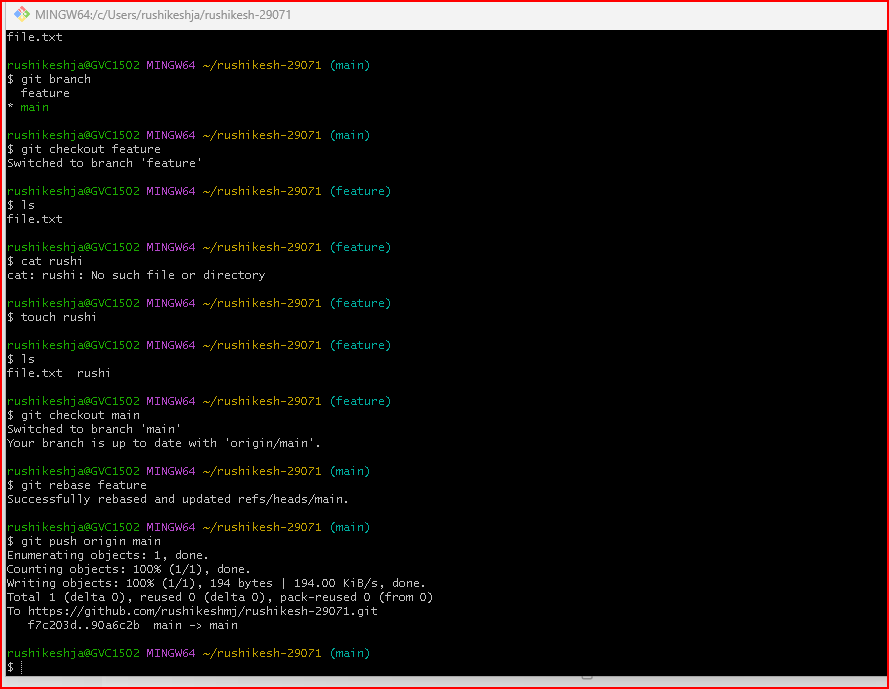 MINGW64:/c/Users/rushikeshja/rushikesh-29071
file.txt
rushikeshja@GVC1502 MINGW64 ~/rushikesh-29071 (main)
$ git branch
  feature
* main
rushikeshja@GVC1502 MINGW64 ~/rushikesh-29071 (main)
$ git checkout feature
Switched to branch 'feature'
rushikeshja@GVC1502 MINGW64 ~/rushikesh-29071 (feature)
$ ls
file.txt
rushikeshja@GVC1502 MINGW64 ~/rushikesh-29071 (feature)
$ cat rushi
cat: rushi: No such file or directory
rushikeshja@GVC1502 MINGW64 ~/rushikesh-29071 (feature)
$ touch rushi
rushikeshja@GVC1502 MINGW64 ~/rushikesh-29071 (feature)
$ ls
file.txt  rushi
rushikeshja@GVC1502 MINGW64 ~/rushikesh-29071 (feature)
$ git checkout main
Switched to branch 'main'
Your branch is up to date with 'origin/main'.
rushikeshja@GVC1502 MINGW64 ~/rushikesh-29071 (main)
$ git rebase feature
Successfully rebased and updated refs/heads/main.
rushikeshja@GVC1502 MINGW64 ~/rushikesh-29071 (main)
$ git push origin main
Enumerating objects: 1, done.
Counting objects: 100% (1/1), done.
Writing objects: 100% (1/1), 194 bytes | 194.00 KiB/s, done.
Total 1 (delta 0), reused 0 (delta 0), pack-reused 0 (from 0)
To https://github.com/rushikeshmj/rushikesh-29071.git
   f7c203d..90a6c2b  main -> main
rushikeshja@GVC1502 MINGW64 ~/rushikesh-29071 (main)
$